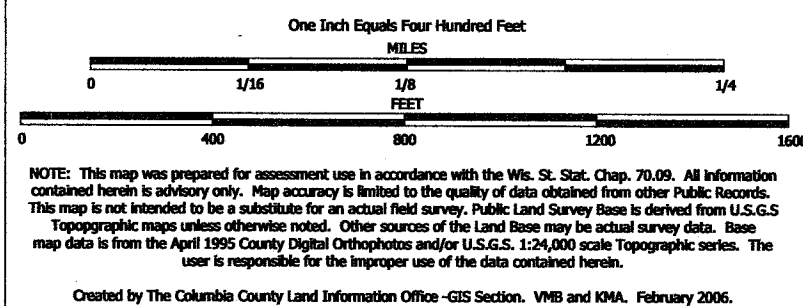 One Inch Equals Four Hundred Feet
MILES
0 1/16 1/8 1/4
FEET
0 400 800 1200 1600
NOTE: This map was prepared for assessment use in accordance with the Wis. St. Stat. Chap. 70.09. All information
contained herein is advisory only. Map accuracy is limited to the quality of data obtained from other Public Records.
This map is not intended to be a substitute for an actual field survey. Public Land Survey Base is derived from U.S.G.S
Topopgraphic maps unless otherwise noted. Other sources of the Land Base may be actual survey data. Base
map data is from the April 1995 County Digital Orthophotos and/or U.S.G.S. 1:24,000 scale Topographic series. The
user is responsible for the improper use of the data contained herein.
Created by The Columbia County Land Information Office -GIS Section. VMB and KMA. February 2006.